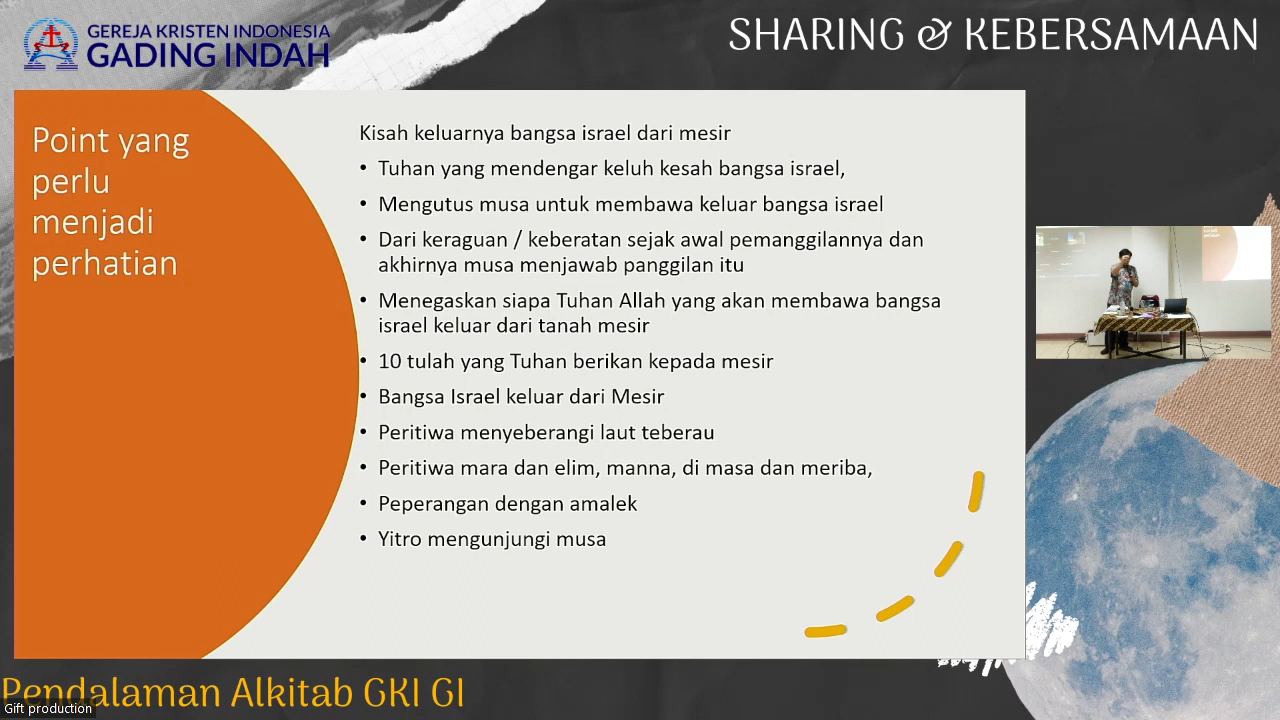 GEREJA KRISTEN INDONESIA
GADING INDAH
SHARING & KEBERSAMAAN
Point yang
perlu
menjadi
perhatian
Kisah keluarnya bangsa israel dari mesir
• Tuhan yang mendengar keluh kesah bangsa israel,
• Mengutus musa untuk membawa keluar bangsa israel
• Dari keraguan / keberatan sejak awal pemanggilannya dan
akhirnya musa menjawab panggilan itu
• Menegaskan siapa Tuhan Allah yang akan membawa bangsa
israel keluar dari tanah mesir
• 10 tulah yang Tuhan berikan kepada mesir
• Bangsa Israel keluar dari Mesir
• Peritiwa menyeberangi laut teberau
• Peritiwa mara dan elim, manna, di masa dan meriba,
• Peperangan dengan amalek
• Yitro mengunjungi musa
Pendalaman Alkitab GKI GI
Gift production